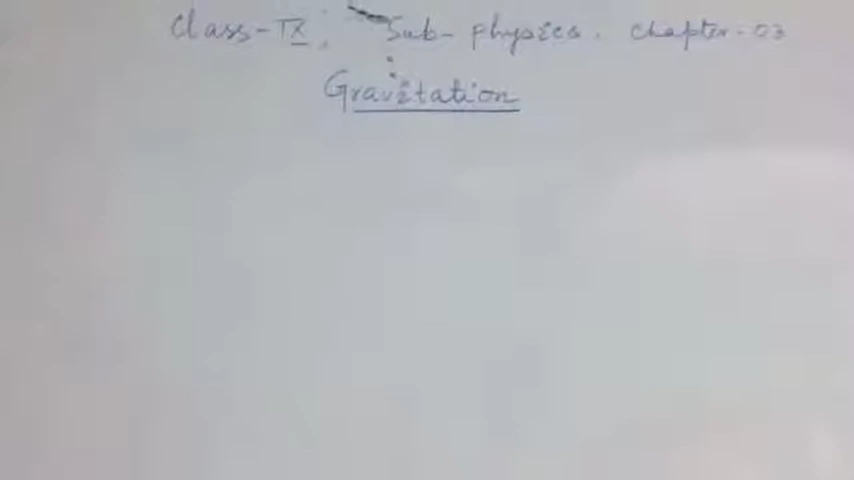 Class-IX, Sub- physics. Chapter-03
Gravitation